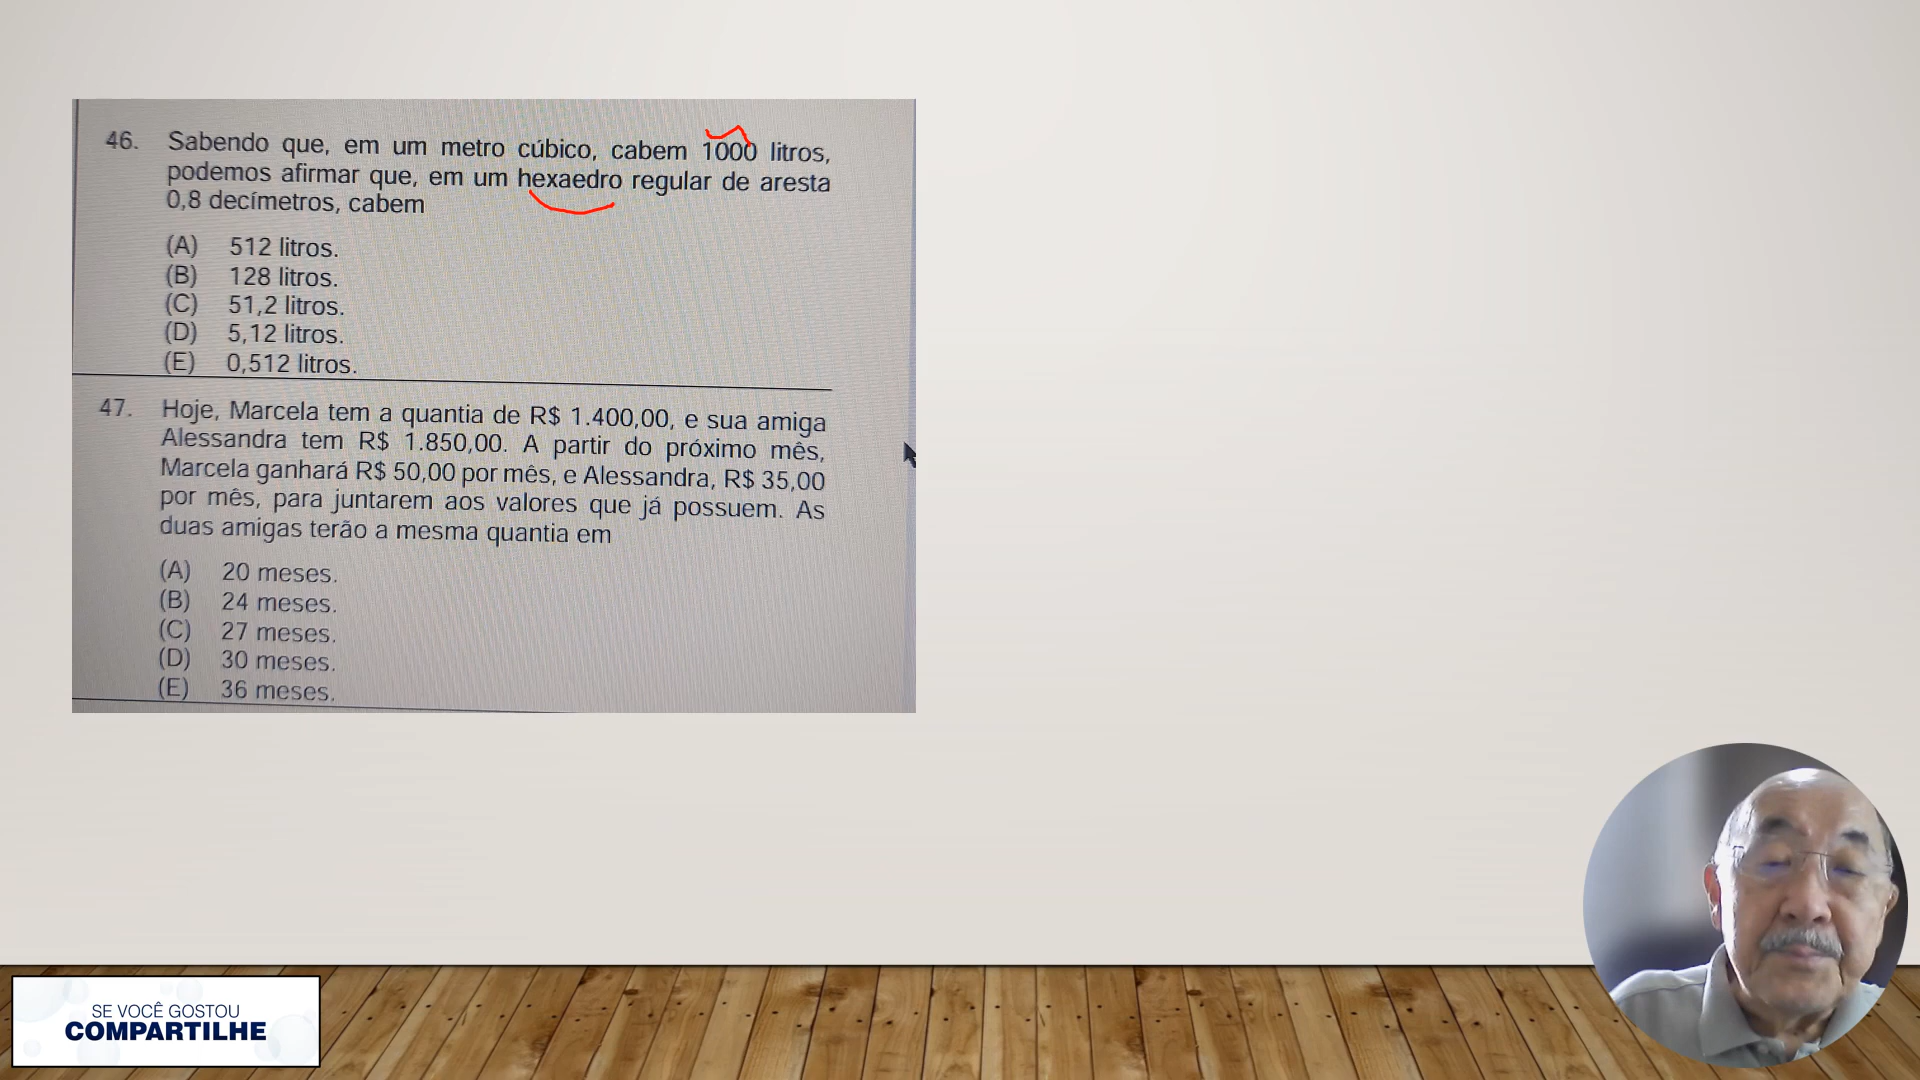 46. Sabendo que, em um metro cúbico, cabem 1000 litros,
podemos afirmar que, em um hexaedro regular de aresta
0,8 decímetros, cabem
(A) 512 litros.
(B) 128 litros.
(C) 51,2 litros.
(D) 5,12 litros.
(E) 0,512 litros.
47. Hoje, Marcela tem a quantia de R$ 1.400,00, e sua amiga
Alessandra tem R$ 1.850,00. A partir do próximo mês,
Marcela ganhará R$ 50,00 por mês, e Alessandra, R$ 35,00
por mês, para juntarem aos valores que já possuem. As
duas amigas terão a mesma quantia em
(A) 20 meses.
(B) 24 meses.
(C) 27 meses.
(D) 30 meses.
(E) 36 meses.
SE VOCÊ GOSTOU
COMPARTILHE